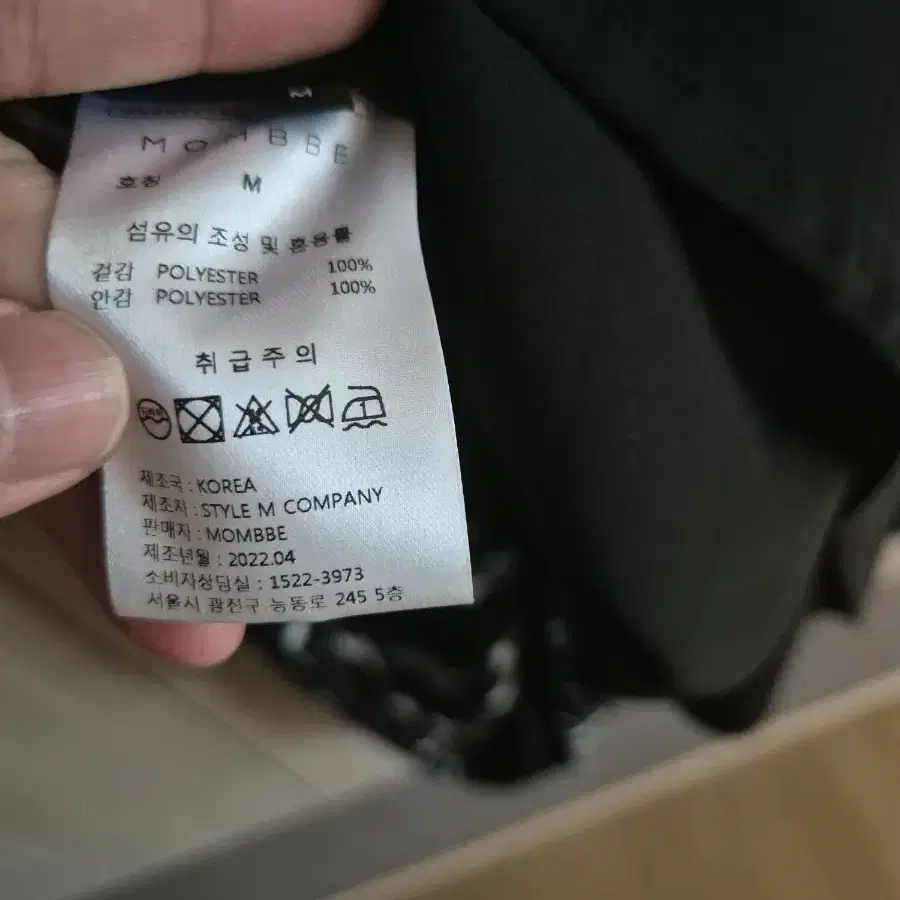 M
MOMBBE
호칭 M
섬유의 조성 및 혼용률
겉감 POLYESTER 100%
안감 POLYESTER 100%
취급주의
드라이
제조국 : KOREA
제조자 : STYLE M COMPANY
판매자 : MOMBBE
제조년월 : 2022.04
소비자상담실 : 1522-3973
서울시 광진구 능동로 245 5층